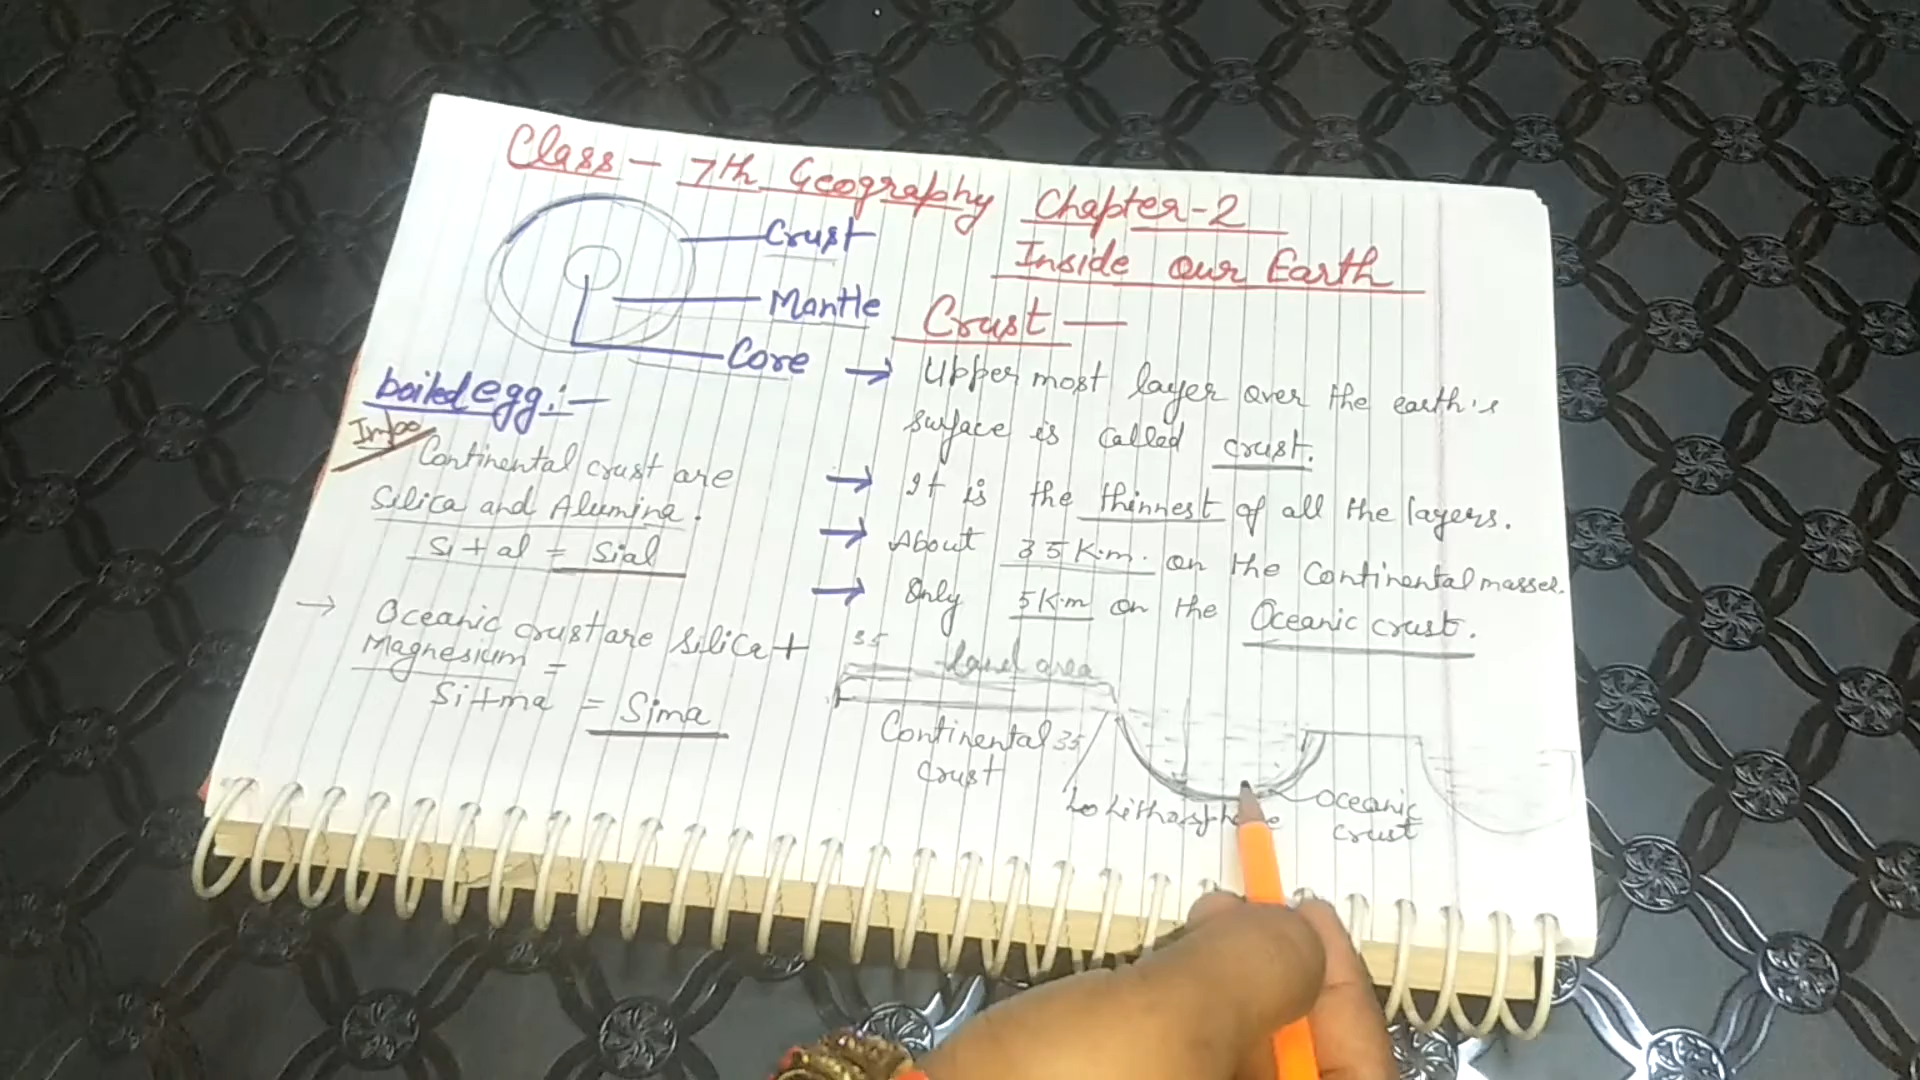 Class - 7th Geography Chapter-2
Inside our Earth
Crust
Mantle
Core
boiled egg:-
Impo
Continental crust are
Silica and Alumina.
Si + al = Sial
→ Oceanic crust are silica +
Magnesium =
Si + ma = Sima
Crust —
→ Upper most layer over the earth's
surface is called crust.
→ It is the thinnest of all the layers.
→ About 35 K.m. on the Continental masses.
→ Only 5 K.m on the Oceanic crust.
35
land area
Continental 35
Crust
Oceanic
crust